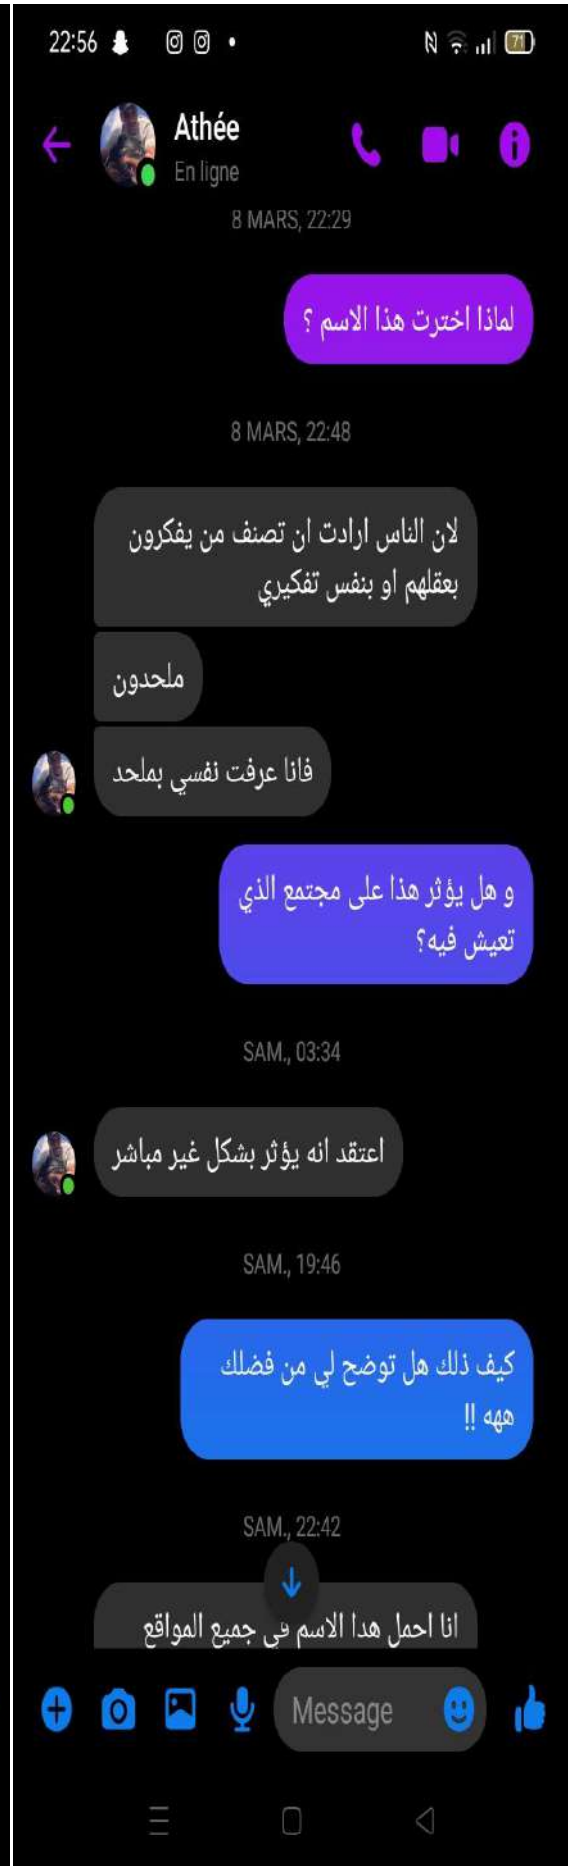 22:56
71
Athée
En ligne
8 MARS, 22:29
لماذا اخترت هذا الاسم ؟
8 MARS, 22:48
لان الناس ارادت ان تصنف من يفكرون
بعقلهم او بنفس تفكيري
ملحدون
فانا عرفت نفسي بملحد
و هل يؤثر هذا على مجتمع الذي
تعيش فيه؟
SAM., 03:34
اعتقد انه يؤثر بشكل غير مباشر
SAM., 19:46
كيف ذلك هل توضح لي من فضلك
ههه !!
SAM., 22:42
انا احمل هدا الاسم في جميع المواقع
Message